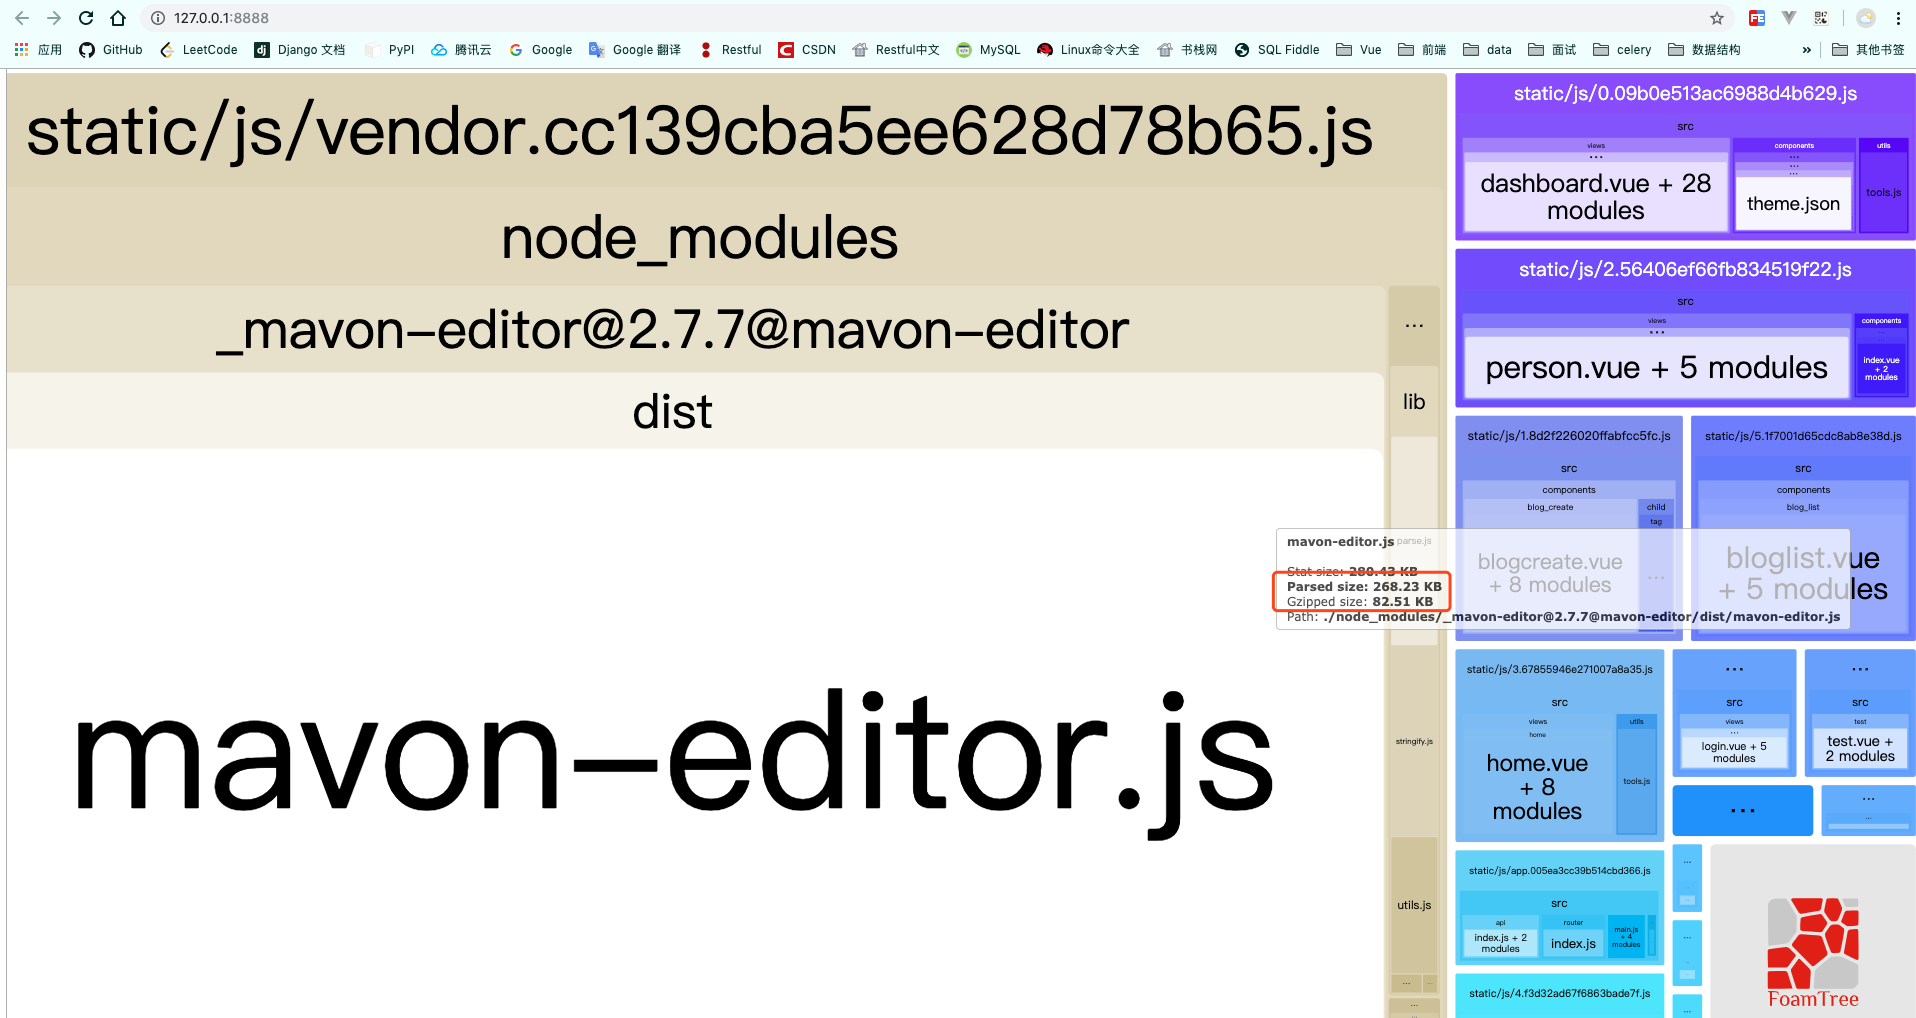 127.0.0.1:8888
应用 GitHub LeetCode Django 文档 PyPI 腾讯云 Google Google 翻译 Restful CSDN Restful中文 MySQL Linux命令大全 书栈网 SQL Fiddle Vue 前端 data 面试 celery 数据结构 » 其他书签
static/js/vendor.cc139cba5ee628d78b65.js
node_modules
_mavon-editor@2.7.7@mavon-editor
dist
mavon-editor.js
...
lib
parse.js
stringify.js
utils.js
...
...
mavon-editor.js
Stat size: 280.43 KB
Parsed size: 268.23 KB
Gzipped size: 82.51 KB
Path: ./node_modules/_mavon-editor@2.7.7@mavon-editor/dist/mavon-editor.js
static/js/0.09b0e513ac6988d4b629.js
src
views
...
dashboard.vue + 28
modules
components
...
...
...
theme.json
utils
tools.js
static/js/2.56406ef66fb834519f22.js
src
views
...
person.vue + 5 modules
components
index.vue
+ 2
modules
static/js/1.8d2f226020ffabfcc5fc.js
src
components
blog_create
blogcreate.vue
+ 8 modules
child
tag
...
static/js/5.1f7001d65cdc8ab8e38d.js
src
components
blog_list
bloglist.vue
+ 5 modules
static/js/3.67855946e271007a8a35.js
src
views
home
home.vue
+ 8
modules
utils
tools.js
...
src
views
...
login.vue + 5
modules
...
src
test
test.vue +
2 modules
...
...
...
static/js/app.005ea3cc39b514cbd366.js
src
api
index.js + 2
modules
router
index.js
main.js
+ 4
modules
...
...
...
static/js/4.f3d32ad67f6863bade7f.js
FoamTree